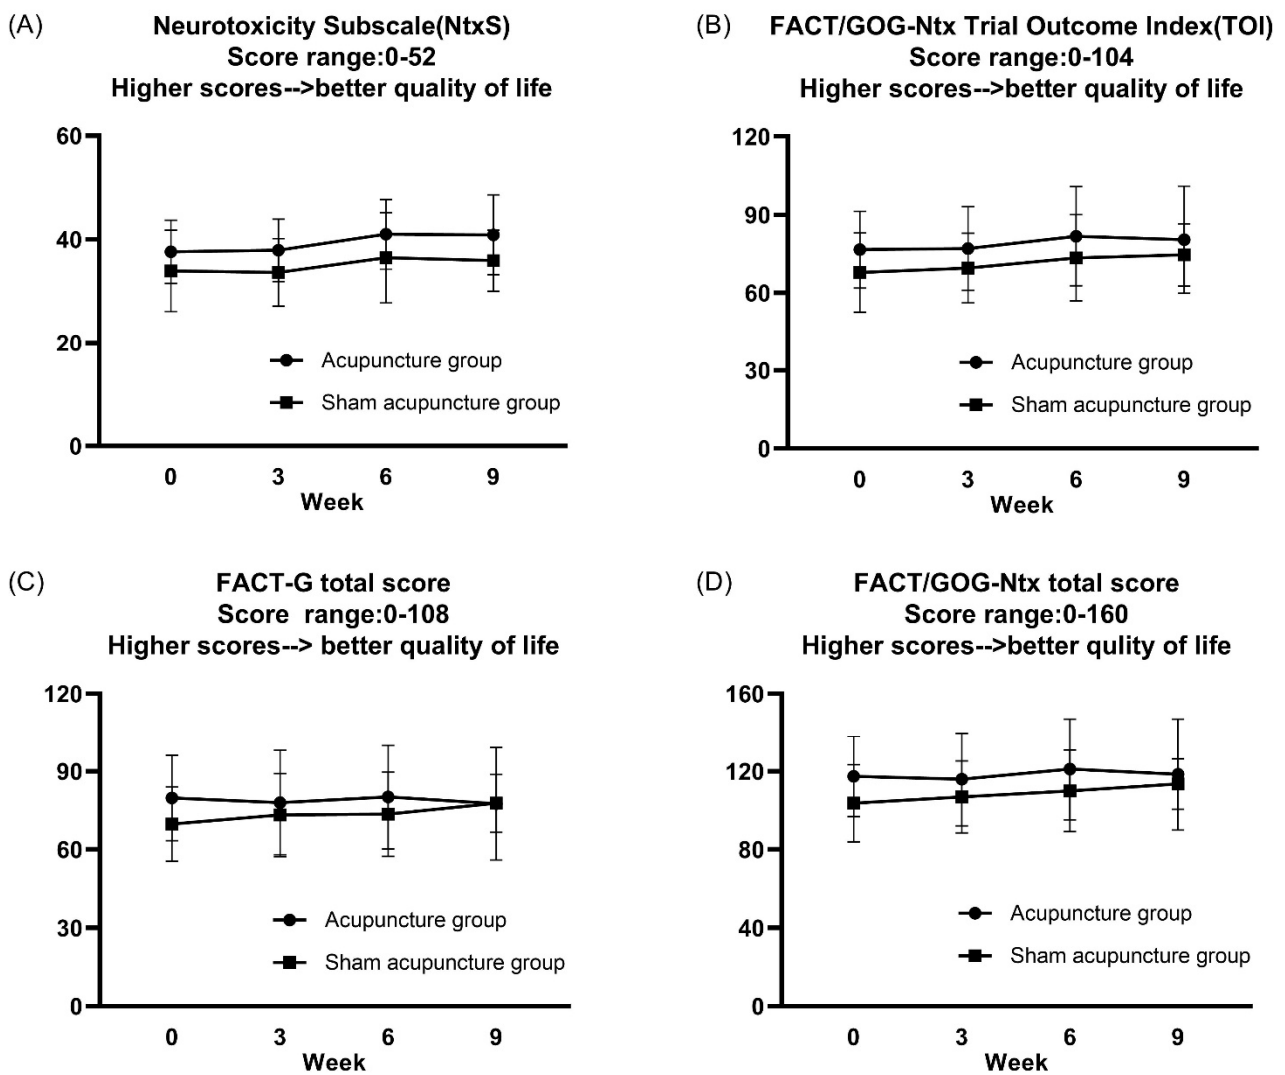 (A)
Neurotoxicity Subscale(NtxS)
Score range:0-52
Higher scores-->better quality of life
60
40
20
0
Acupuncture group
Sham acupuncture group
0 3 6 9
Week
(B)
FACT/GOG-Ntx Trial Outcome Index(TOI)
Score range:0-104
Higher scores-->better quality of life
120
90
60
30
0
Acupuncture group
Sham acupuncture group
0 3 6 9
Week
(C)
FACT-G total score
Score range:0-108
Higher scores--> better quality of life
120
90
60
30
0
Acupuncture group
Sham acupuncture group
0 3 6 9
Week
(D)
FACT/GOG-Ntx total score
Score range:0-160
Higher scores-->better qulity of life
160
120
80
40
0
Acupuncture group
Sham acupuncture group
0 3 6 9
Week